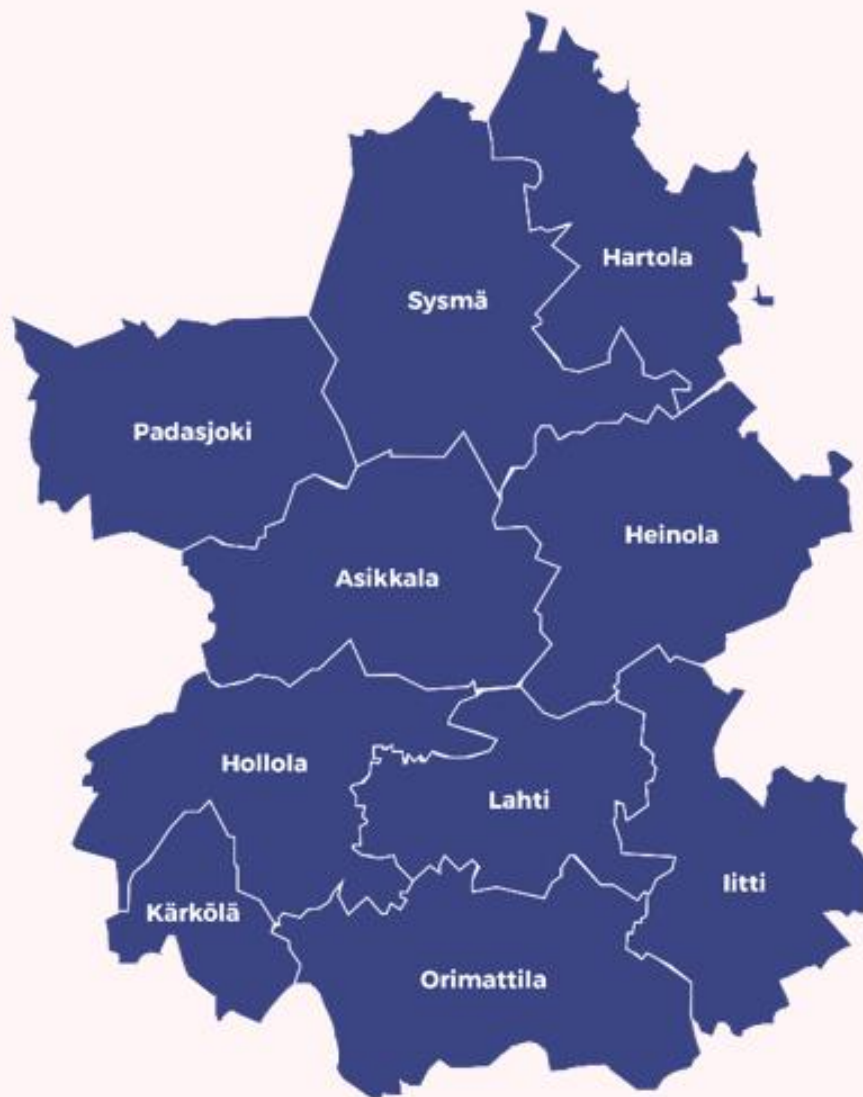 Hartola
Sysmä
Padasjoki
Heinola
Asikkala
Hollola
Lahti
Iitti
Kärkölä
Orimattila